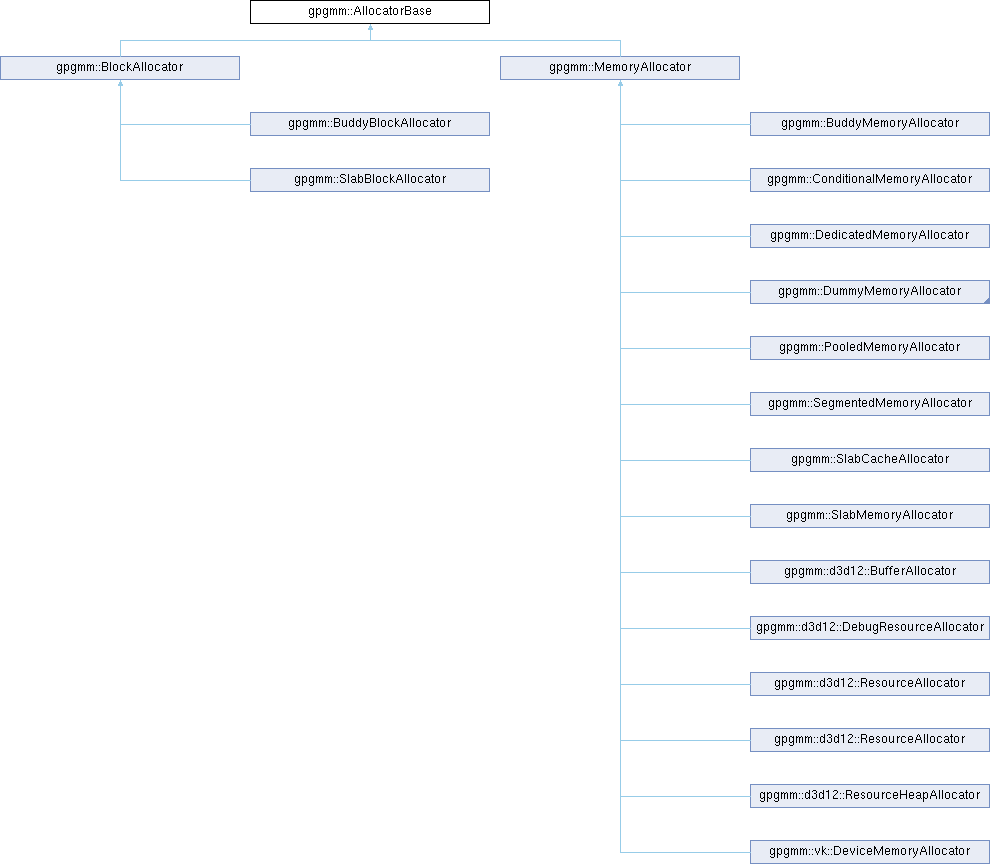 gpgmm::AllocatorBase
gpgmm::BlockAllocator
gpgmm::MemoryAllocator
gpgmm::BuddyBlockAllocator
gpgmm::BuddyMemoryAllocator
gpgmm::SlabBlockAllocator
gpgmm::ConditionalMemoryAllocator
gpgmm::DedicatedMemoryAllocator
gpgmm::DummyMemoryAllocator
gpgmm::PooledMemoryAllocator
gpgmm::SegmentedMemoryAllocator
gpgmm::SlabCacheAllocator
gpgmm::SlabMemoryAllocator
gpgmm::d3d12::BufferAllocator
gpgmm::d3d12::DebugResourceAllocator
gpgmm::d3d12::ResourceAllocator
gpgmm::d3d12::ResourceAllocator
gpgmm::d3d12::ResourceHeapAllocator
gpgmm::vk::DeviceMemoryAllocator